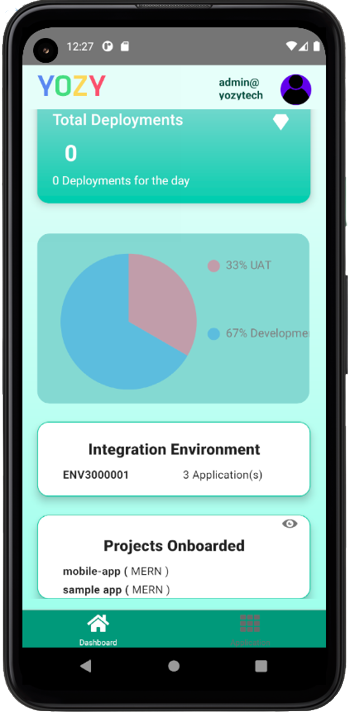 12:27
YOZY
admin@
yozytech
Total Deployments
0
0 Deployments for the day
33% UAT
67% Developme
Integration Environment
ENV3000001
3 Application(s)
Projects Onboarded
mobile-app ( MERN )
sample app ( MERN )
Dashboard